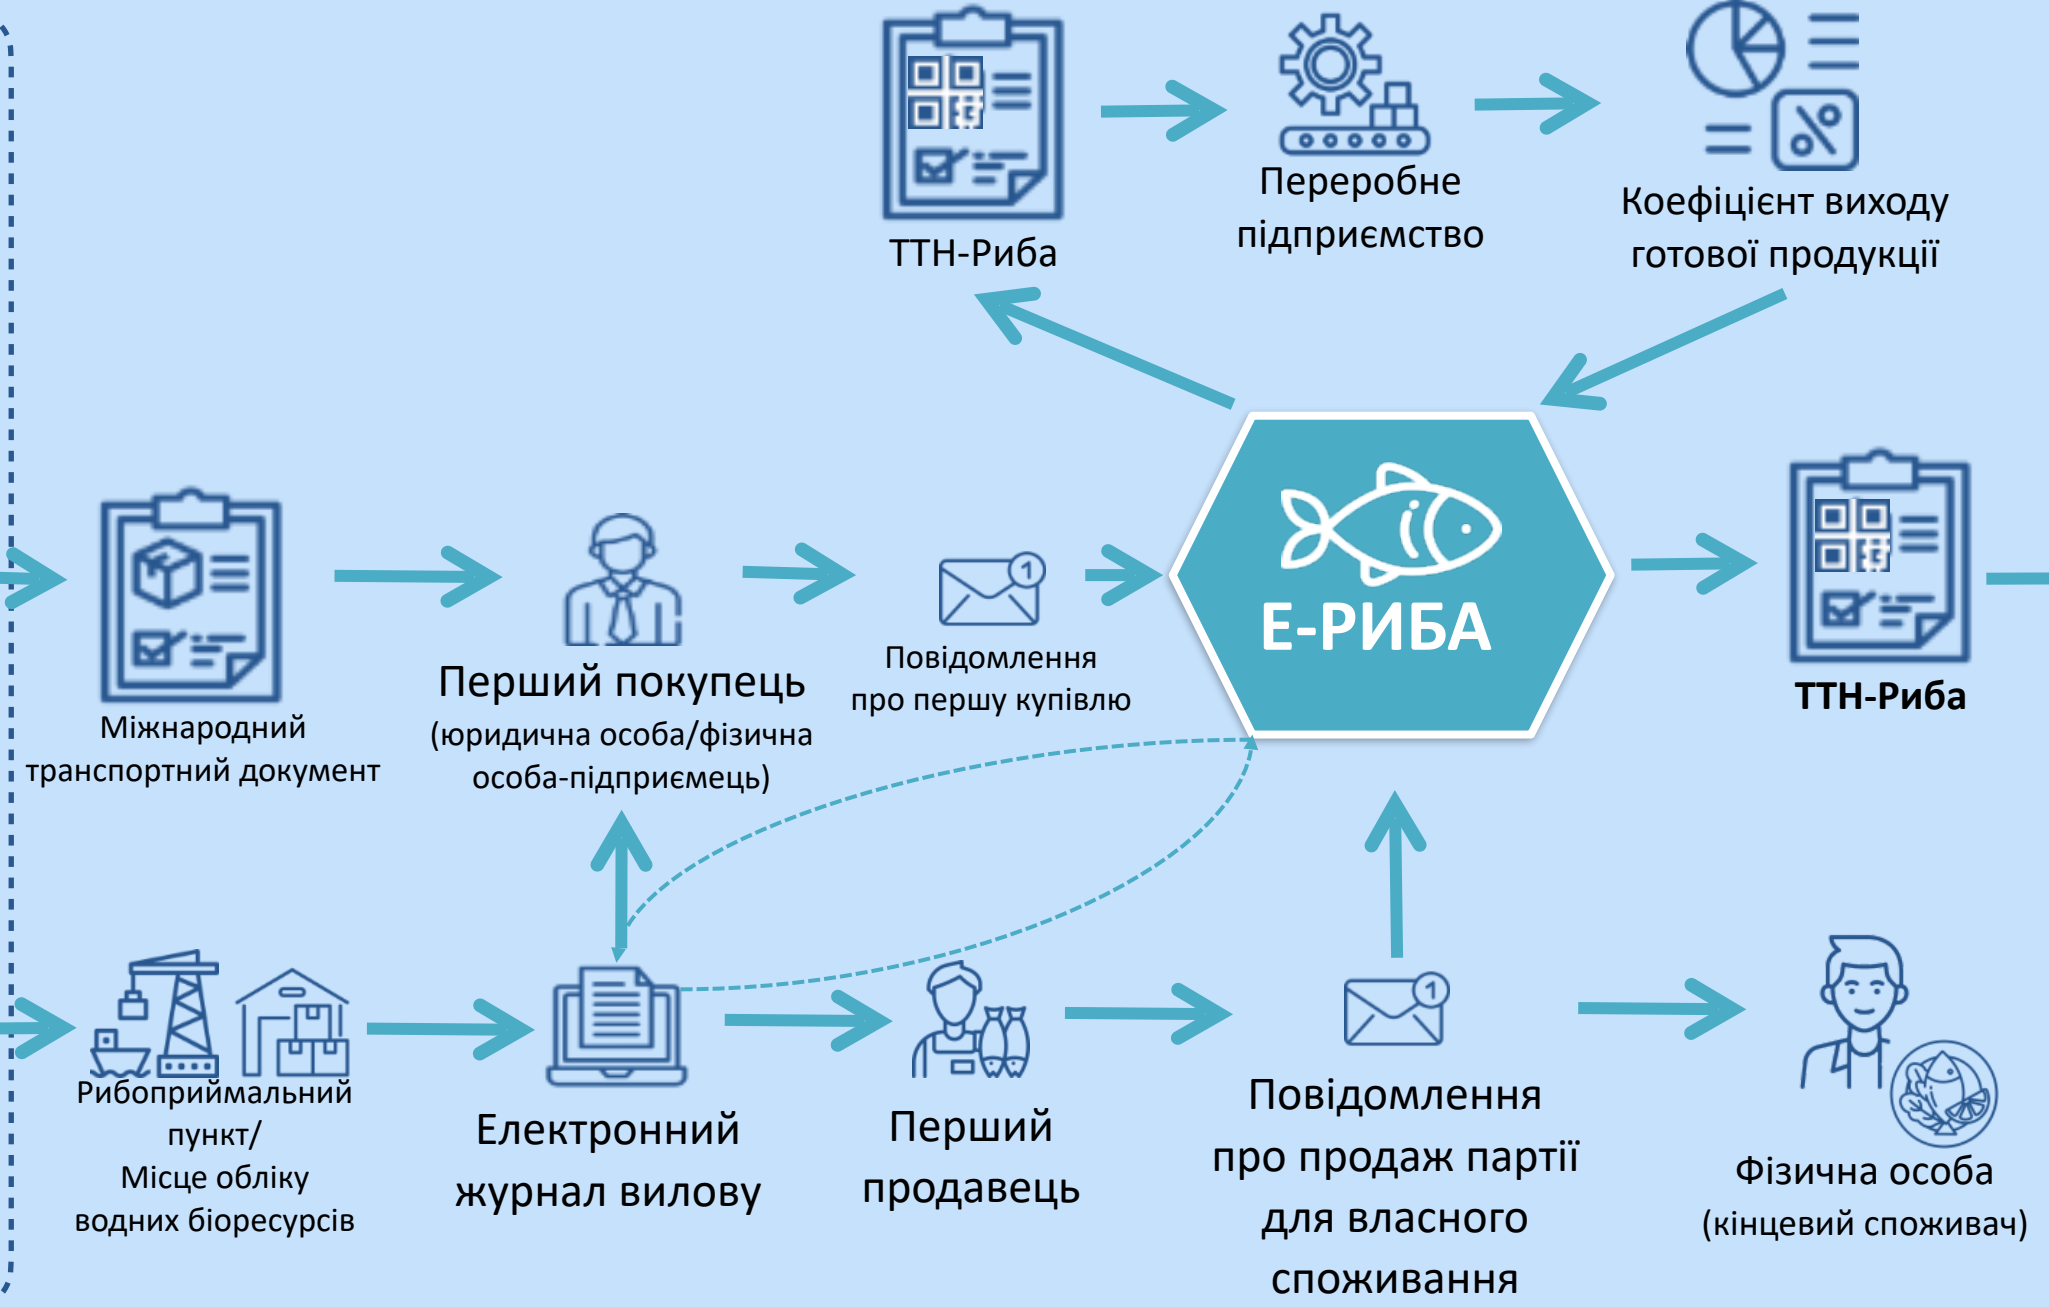 ТТН-Риба
Переробне
підприємство
Коефіцієнт виходу
готової продукції
Міжнародний
транспортний документ
Перший покупець
(юридична особа/фізична
особа-підприємець)
1
Повідомлення
про першу купівлю
Е-РИБА
ТТН-Риба
Рибоприймальний
пункт/
Місце обліку
водних біоресурсів
Електронний
журнал вилову
Перший
продавець
1
Повідомлення
про продаж партії
для власного
споживання
Фізична особа
(кінцевий споживач)